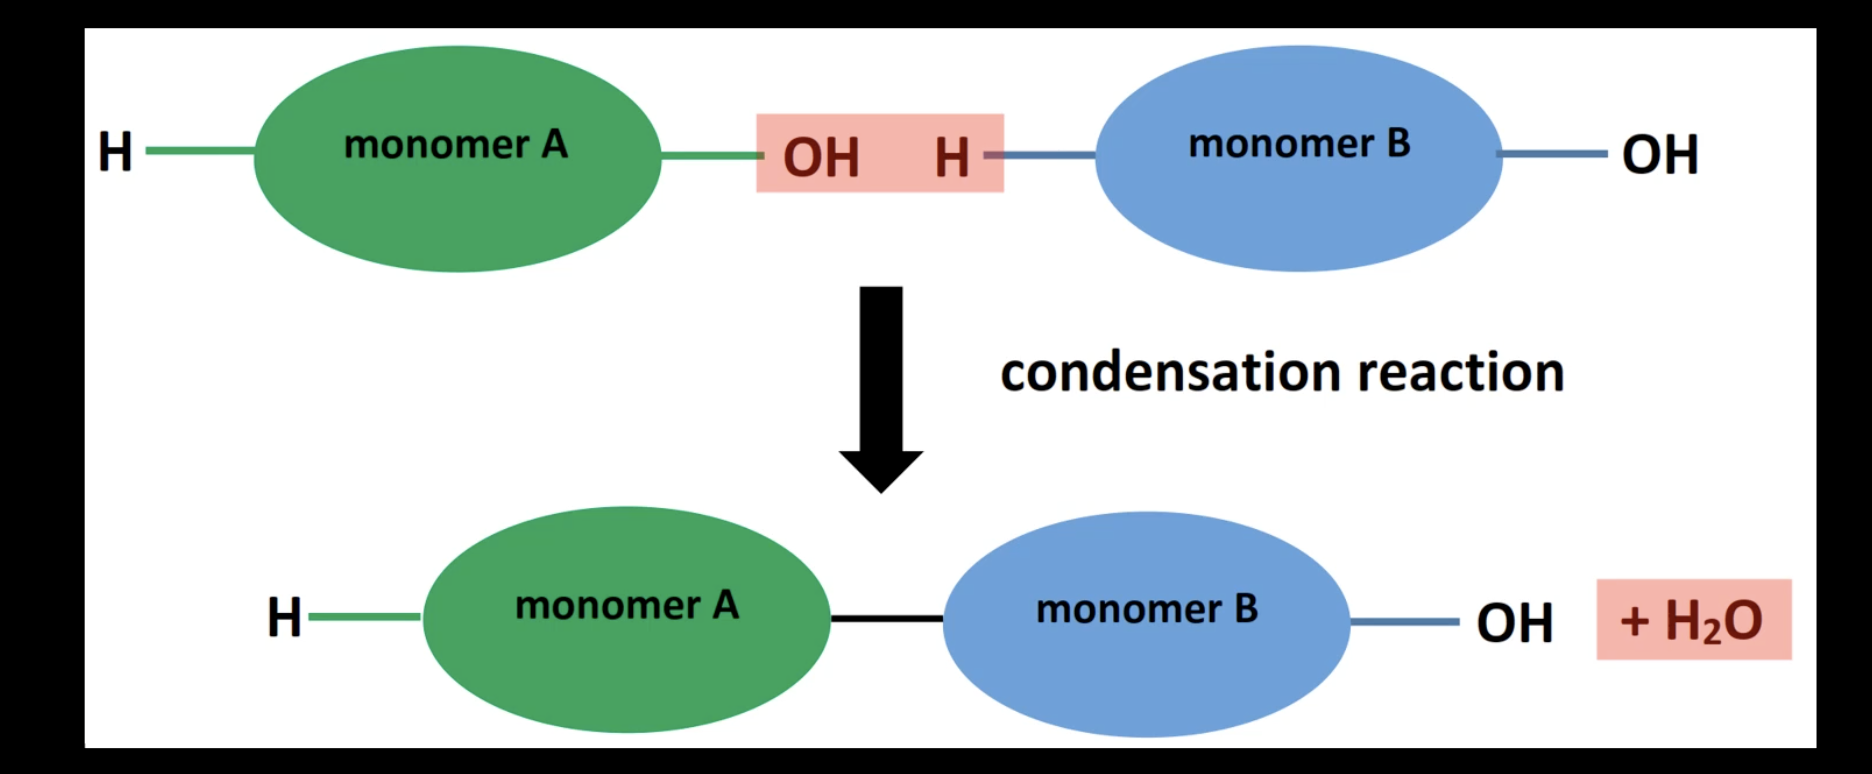 H monomer A OH H monomer B OH
condensation reaction
H monomer A monomer B OH + H₂O